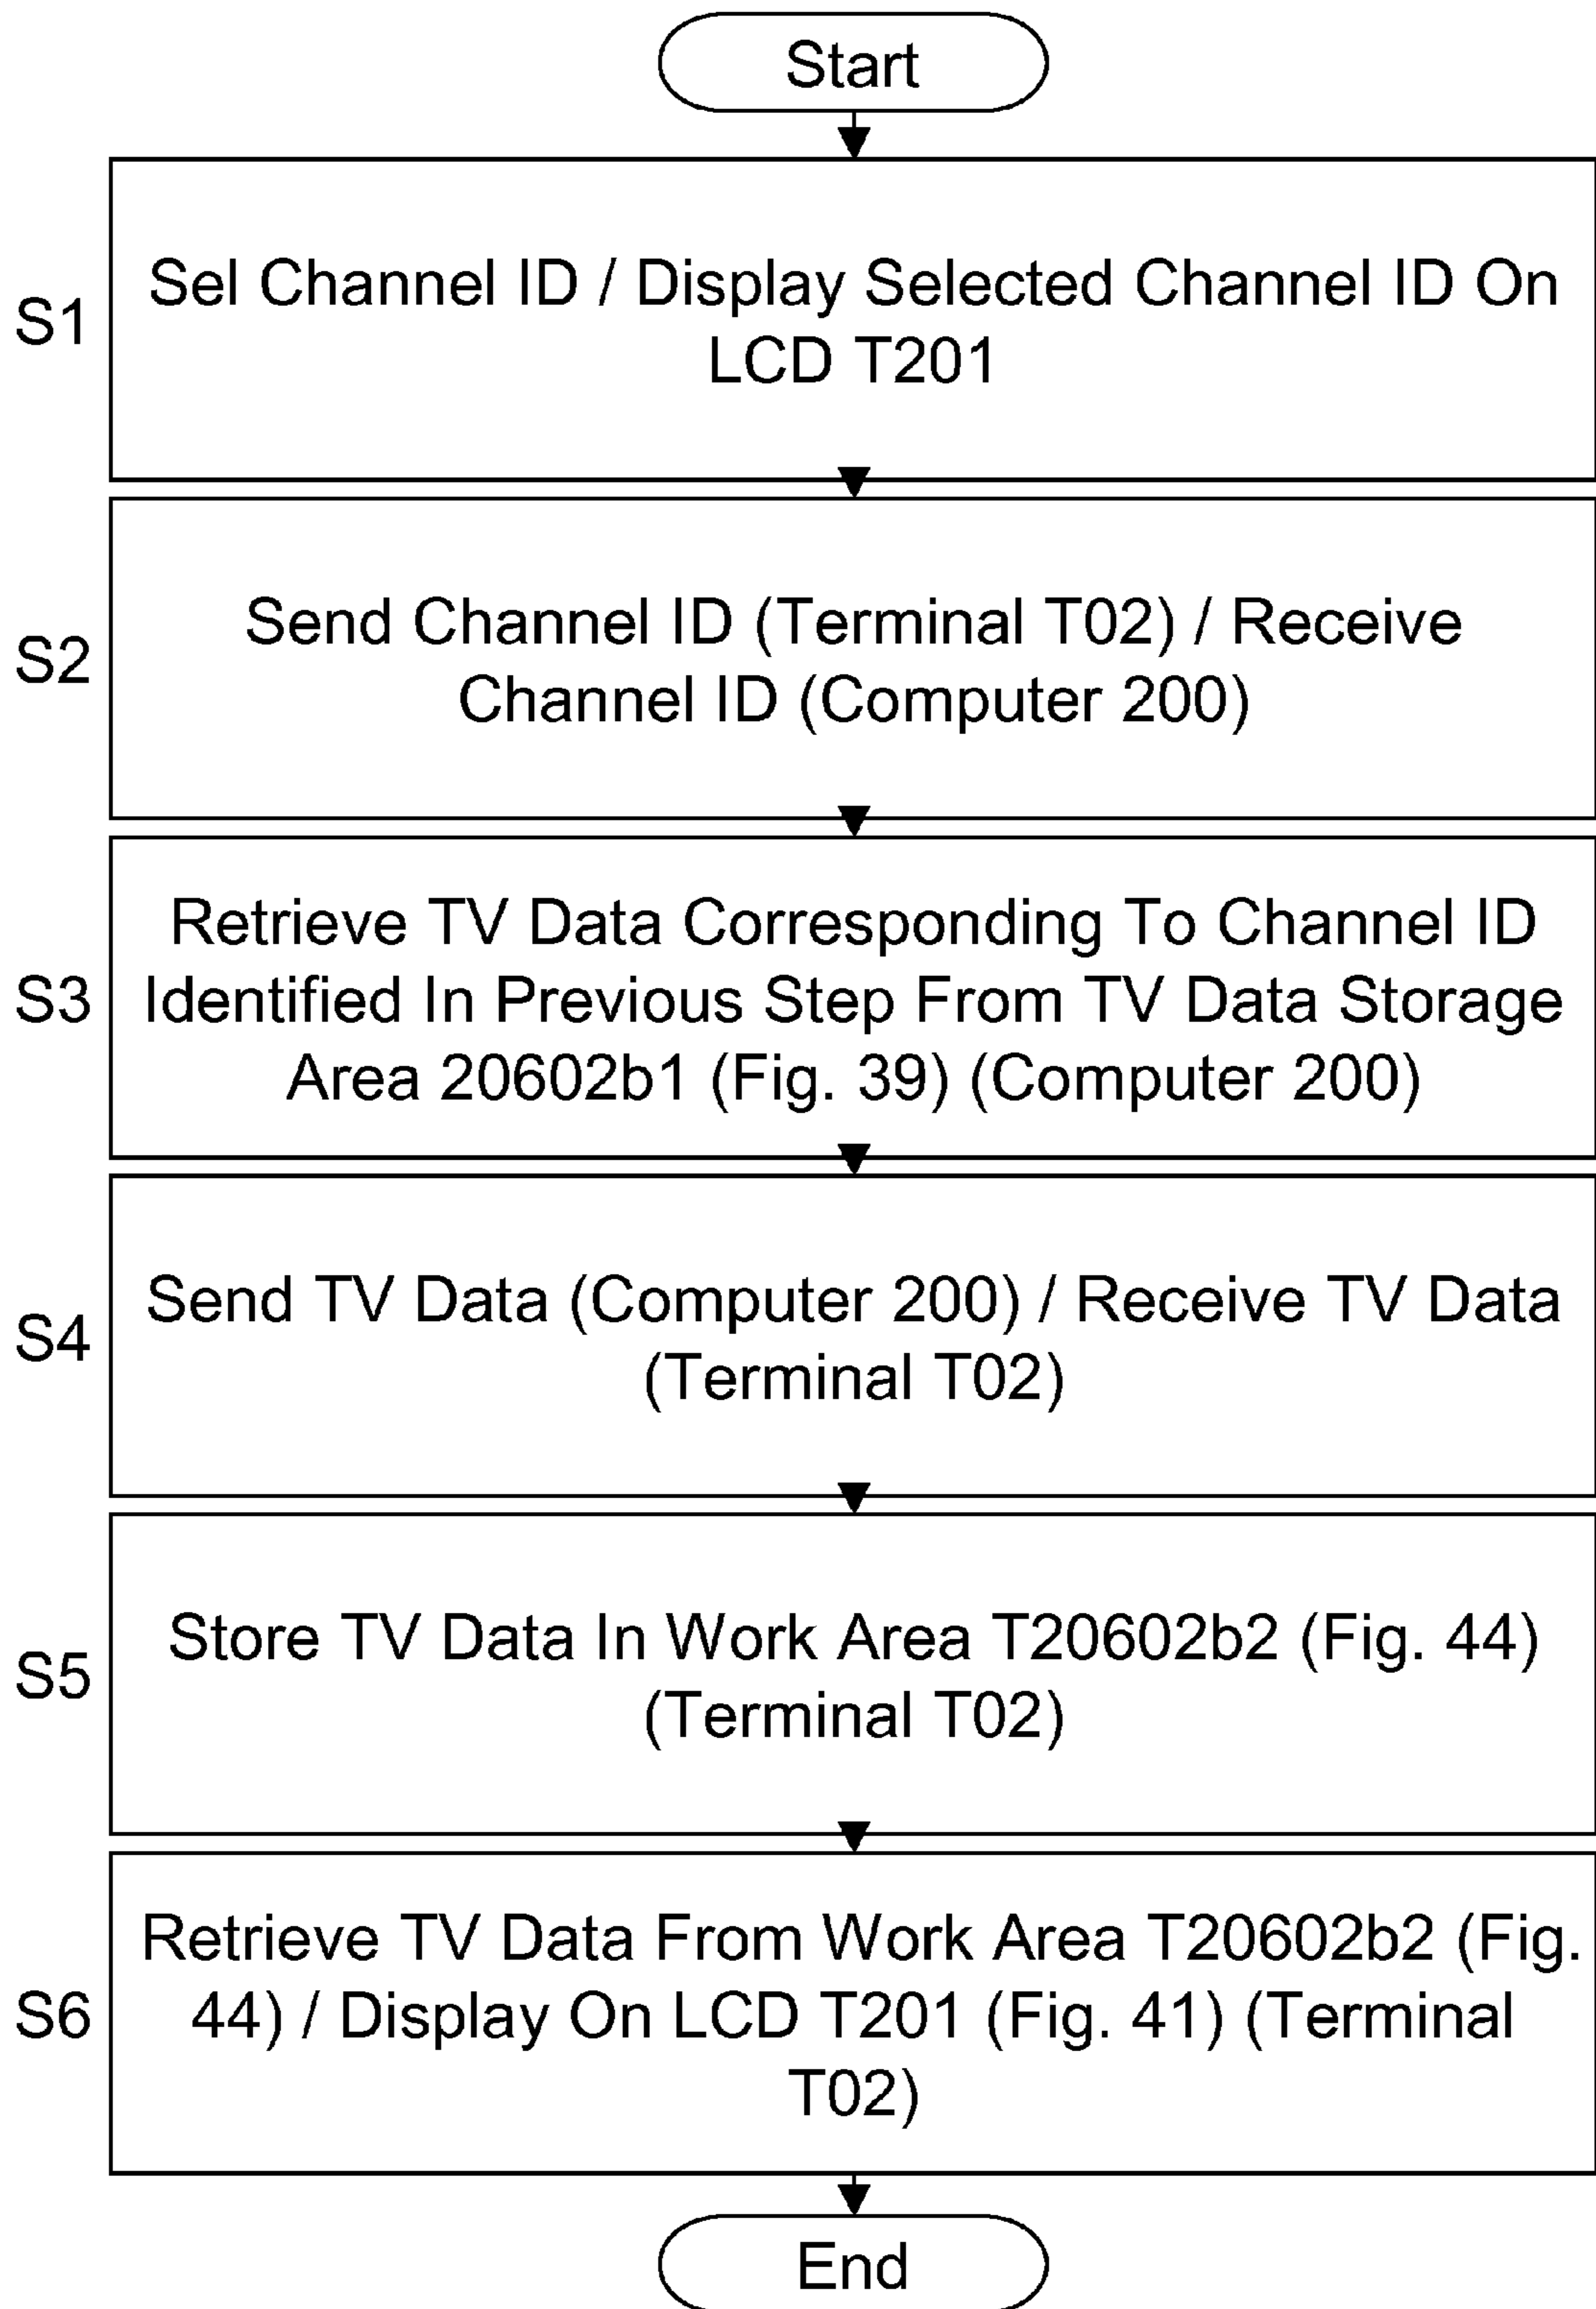 Start
S1
Sel Channel ID / Display Selected Channel ID On
LCD T201
S2
Send Channel ID (Terminal T02) / Receive
Channel ID (Computer 200)
S3
Retrieve TV Data Corresponding To Channel ID
Identified In Previous Step From TV Data Storage
Area 20602b1 (Fig. 39) (Computer 200)
S4
Send TV Data (Computer 200) / Receive TV Data
(Terminal T02)
S5
Store TV Data In Work Area T20602b2 (Fig. 44)
(Terminal T02)
S6
Retrieve TV Data From Work Area T20602b2 (Fig.
44) / Display On LCD T201 (Fig. 41) (Terminal
T02)
End